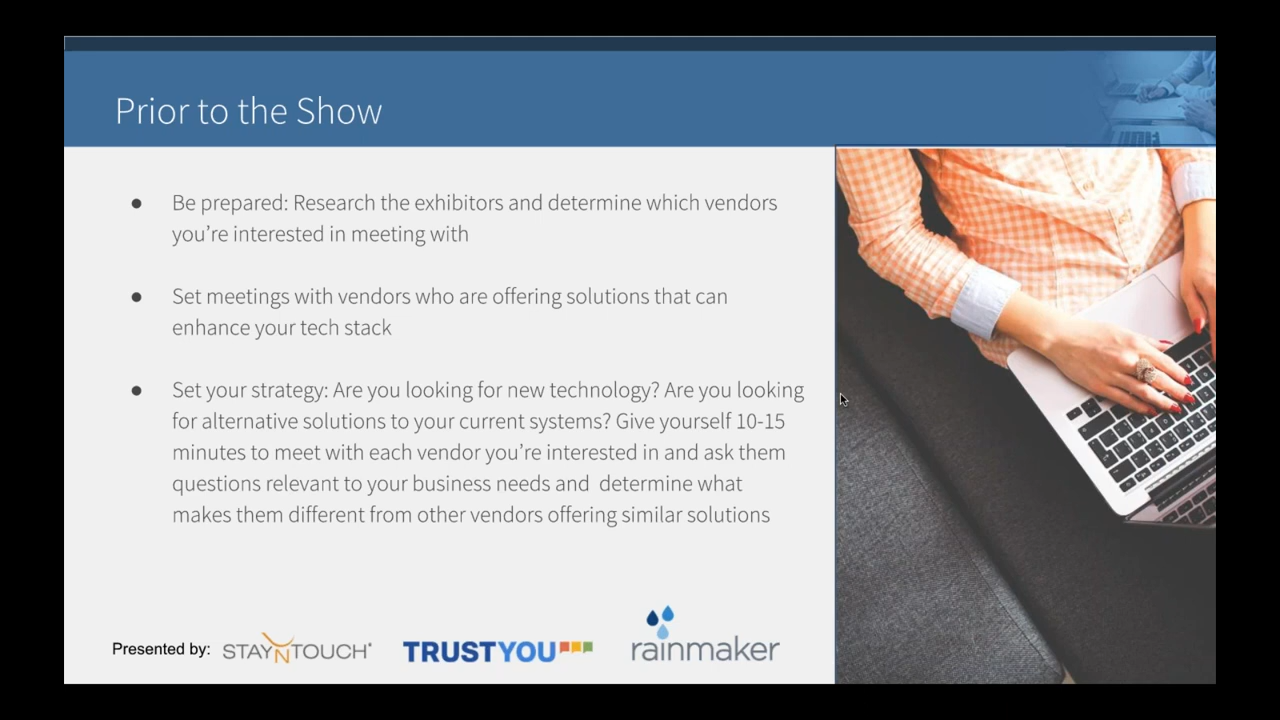 Prior to the Show
● Be prepared: Research the exhibitors and determine which vendors
you're interested in meeting with
● Set meetings with vendors who are offering solutions that can
enhance your tech stack
● Set your strategy: Are you looking for new technology? Are you looking
for alternative solutions to your current systems? Give yourself 10-15
minutes to meet with each vendor you're interested in and ask them
questions relevant to your business needs and  determine what
makes them different from other vendors offering similar solutions
Presented by: STAYNTOUCH® TRUSTYOU rainmaker